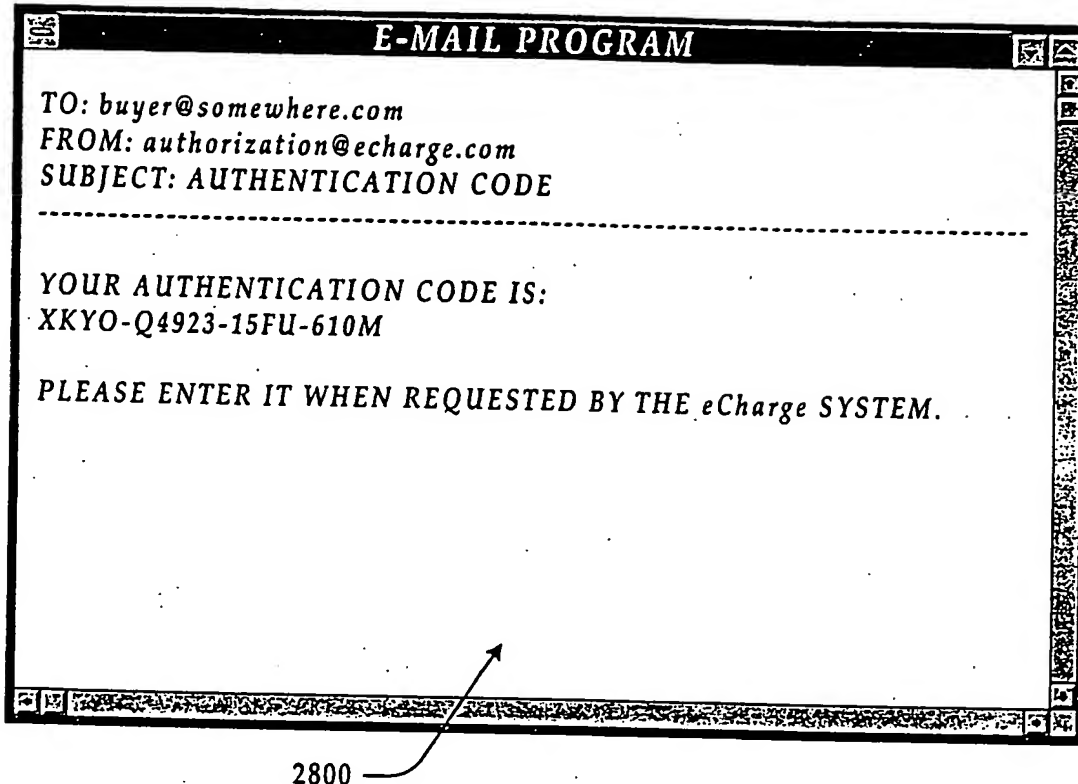 E-MAIL PROGRAM
TO: buyer@somewhere.com
FROM: authorization@echarge.com
SUBJECT: AUTHENTICATION CODE
YOUR AUTHENTICATION CODE IS:
XKYO-Q4923-15FU-610M
PLEASE ENTER IT WHEN REQUESTED BY THE eCharge SYSTEM.
2800